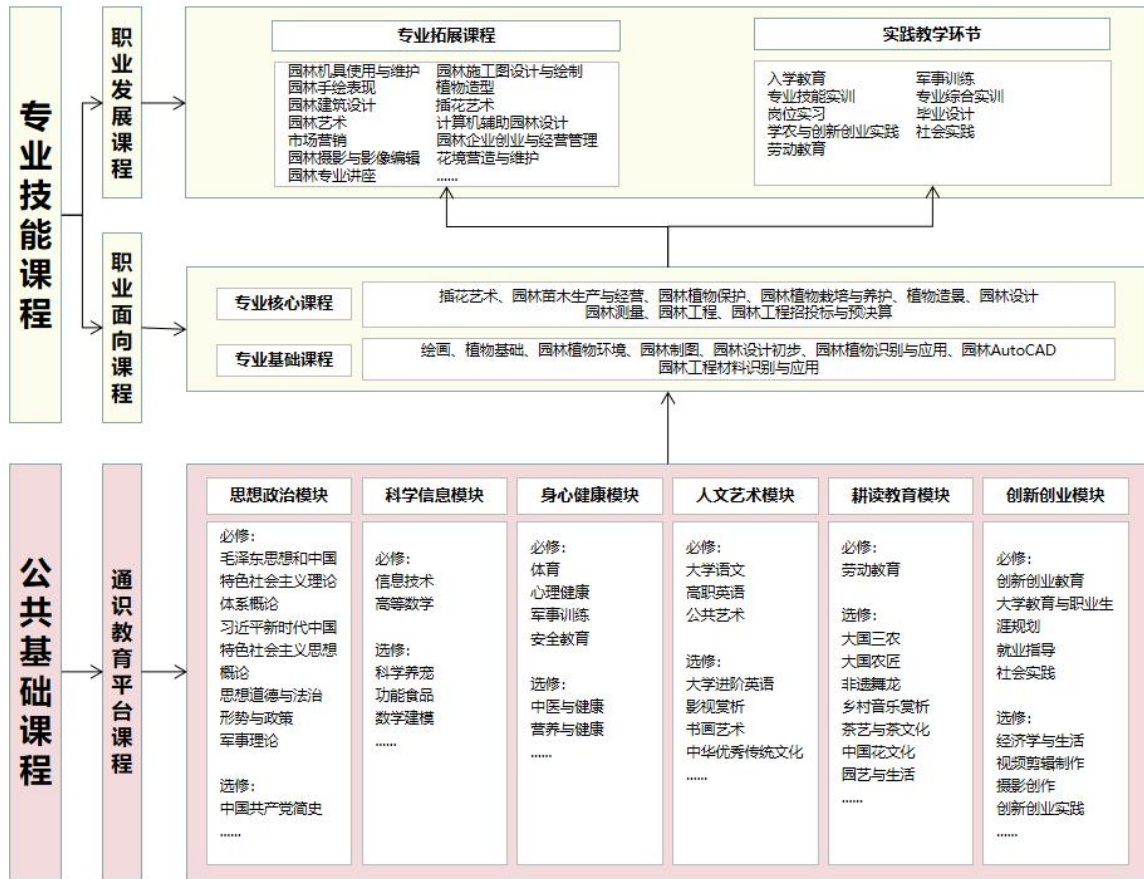 专业技能课程
职业发展课程
专业拓展课程
园林机具使用与维护 园林施工图设计与绘制
园林手绘表现 植物造型
园林建筑设计 插花艺术
园林艺术 计算机辅助园林设计
市场营销 园林企业创业与经营管理
园林摄影与影像编辑 花境营造与维护
园林专业讲座 ......
实践教学环节
入学教育 军事训练
专业技能实训 专业综合实训
岗位实习 毕业设计
学农与创新创业实践 社会实践
劳动教育
职业面向课程
专业核心课程
插花艺术、园林苗木生产与经营、园林植物保护、园林植物栽培与养护、植物造景、园林设计
园林测量、园林工程、园林工程招投标与预决算
专业基础课程
绘画、植物基础、园林植物环境、园林制图、园林设计初步、园林植物识别与应用、园林AutoCAD
园林工程材料识别与应用
公共基础课程
通识教育平台课程
思想政治模块
必修:
毛泽东思想和中国
特色社会主义理论
体系概论
习近平新时代中国
特色社会主义思想
概论
思想道德与法治
形势与政策
军事理论
选修:
中国共产党简史
......
科学信息模块
必修:
信息技术
高等数学
选修:
科学养宠
功能食品
数学建模
......
身心健康模块
必修:
体育
心理健康
军事训练
安全教育
选修:
中医与健康
营养与健康
......
人文艺术模块
必修:
大学语文
高职英语
公共艺术
选修:
大学进阶英语
影视赏析
书画艺术
中华优秀传统文化
......
耕读教育模块
必修:
劳动教育
选修:
大国三农
大国农匠
非遗舞龙
乡村音乐赏析
茶艺与茶文化
中国花文化
园艺与生活
......
创新创业模块
必修:
创新创业教育
大学教育与职业生
涯规划
就业指导
社会实践
选修:
经济学与生活
视频剪辑制作
摄影创作
创新创业实践
......